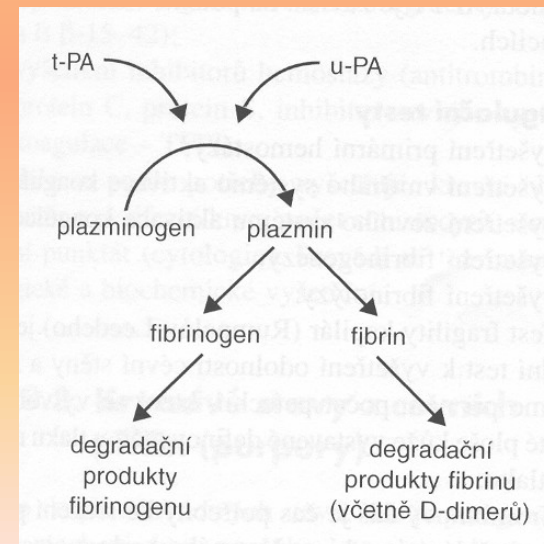 t-PA u-PA
plazminogen plazmin
fibrinogen fibrin
degradační
produkty
fibrinogenu
degradační
produkty fibrinu
(včetně D-dimerů)